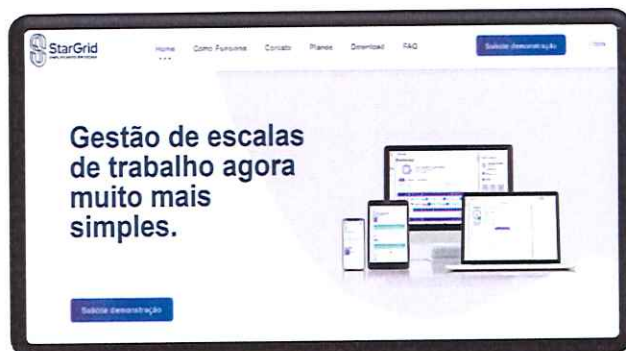 StarGrid
Home Como Funciona Contato Planos Download FAQ
Solicite demonstração
Gestão de escalas
de trabalho agora
muito mais
simples.
Solicite demonstração